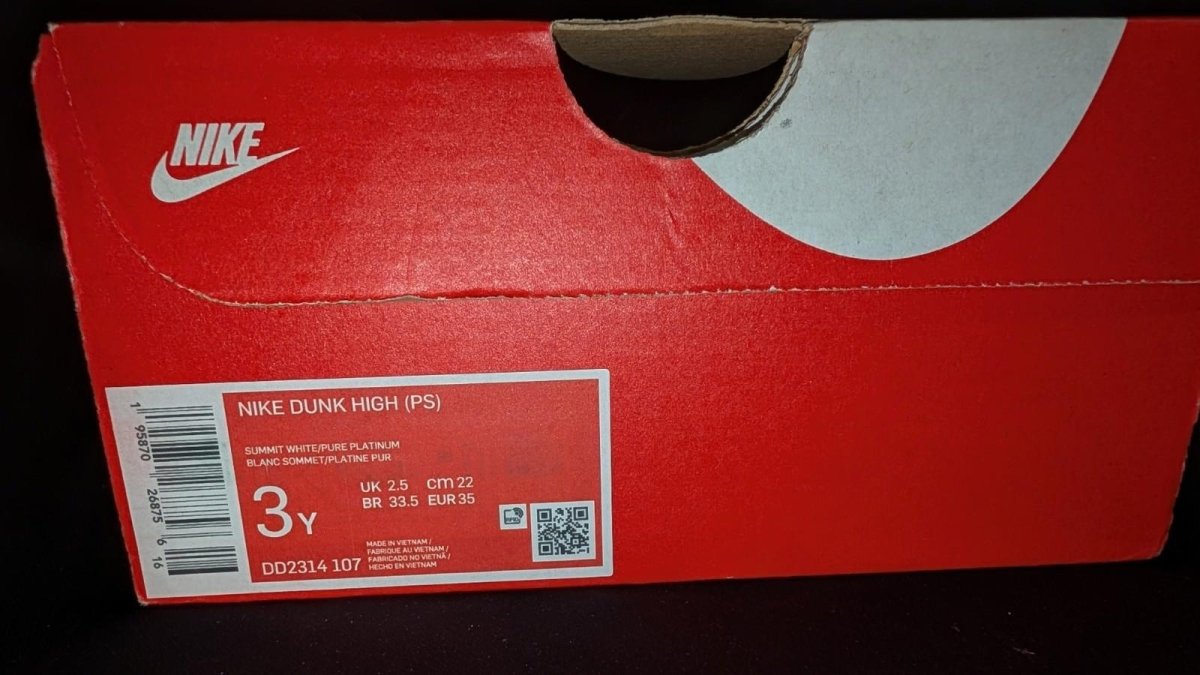 NIKE
NIKE DUNK HIGH (PS)
SUMMIT WHITE/PURE PLATINUM
BLANC SOMMET/PLATINE PUR
3Y
UK 2.5 cm 22
BR 33.5 EUR 35
DD2314 107
MADE IN VIETNAM /
FABRIQUE AU VIETNAM /
FABRICADO NO VIETNÃ /
HECHO EN VIETNAM
1 95870 26875 6 16